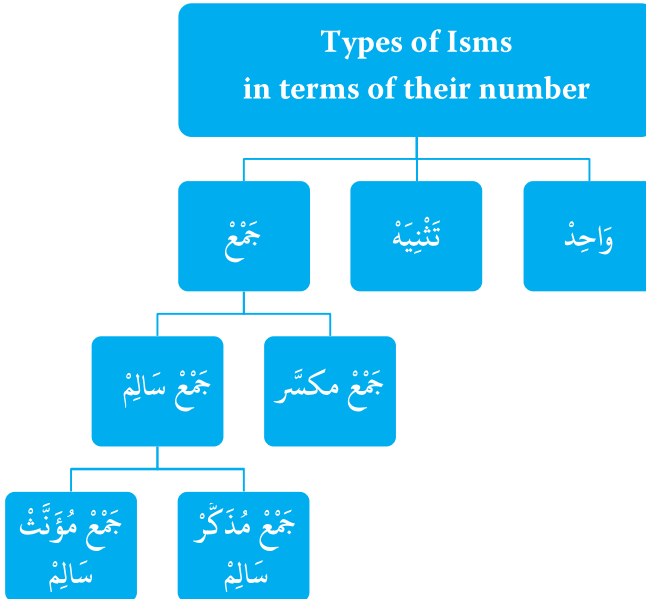 Types of Isms
in terms of their number
وَاحِدْ
تَثْنِيَهْ
جَمْعْ
جَمْعْ مكسَّر
جَمْعْ سَالِمْ
جَمْعْ مُذَكَّرْ
سَالِمْ
جَمْعْ مُؤَنَّثْ
سَالِمْ